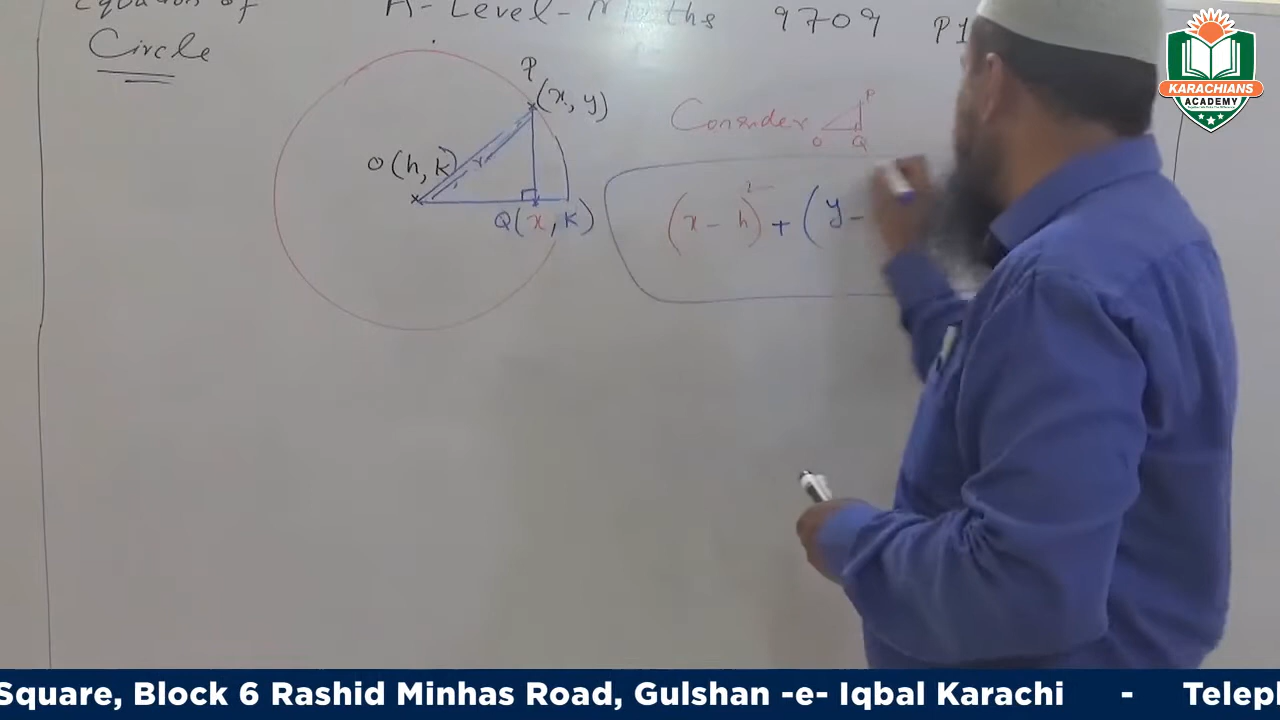 Equation of
Circle
A-Level-Maths 9709 P1
P
(x, y)
O(h, k)
r
Q(x, k)
Consider
P
O Q
(x - h)² + (y -
KARACHIANS
ACADEMY
Square, Block 6 Rashid Minhas Road, Gulshan -e- Iqbal Karachi - Teleph